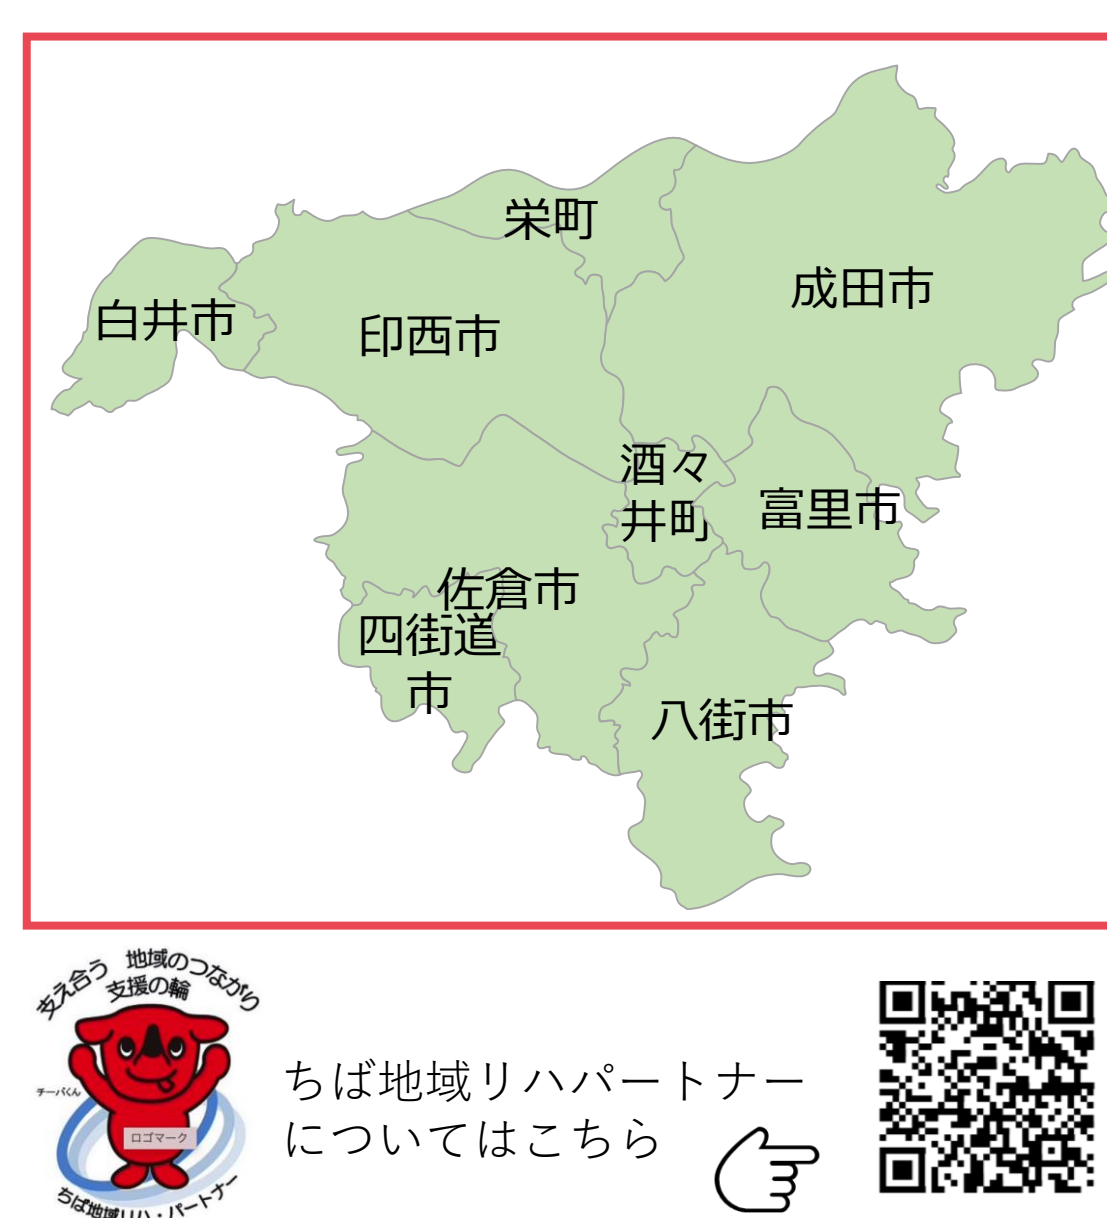 栄町
成田市
白井市
印西市
酒々
井町
富里市
佐倉市
四街道
市
八街市
支え合う 地域のつながり
支援の輪
チーバくん
ロゴマーク
ちば地域リハ・パートナー
ちば地域リハパートナー
についてはこちら